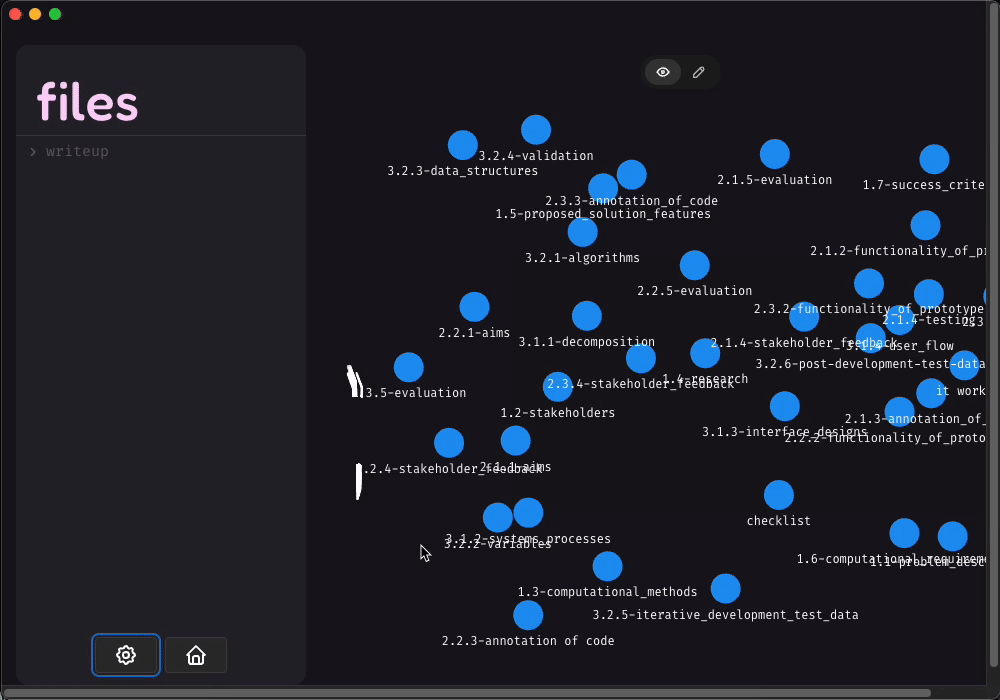 files
writeup
3.2.4-validation
3.2.3-data_structures
2.1.5-evaluation
1.7-success_crite
2.3.3-annotation_of_code
1.5-proposed_solution_features
2.1.2-functionality_of_p
3.2.1-algorithms
2.2.5-evaluation
2.3.2-functionality_of_prototype
2.1.4-testing
2.2.1-aims
3.1.1-decomposition
2.1.4-stakeholder_feedback
3.1.4-user_flow
3.2.6-post-development-test-data
1.4-research
2.3.4-stakeholder_feedback
3.5-evaluation
it work
1.2-stakeholders
2.1.3-annotation_of_
3.1.3-interface_designs
2.2.2-functionality_of_proto
.2.4-stakeholder_feedback
2.1.1-aims
checklist
3.1.2-systems_processes
3.2.2-variables
1.6-computational_requirem
1.1-problem_desc
1.3-computational_methods
3.2.5-iterative_development_test_data
2.2.3-annotation of code